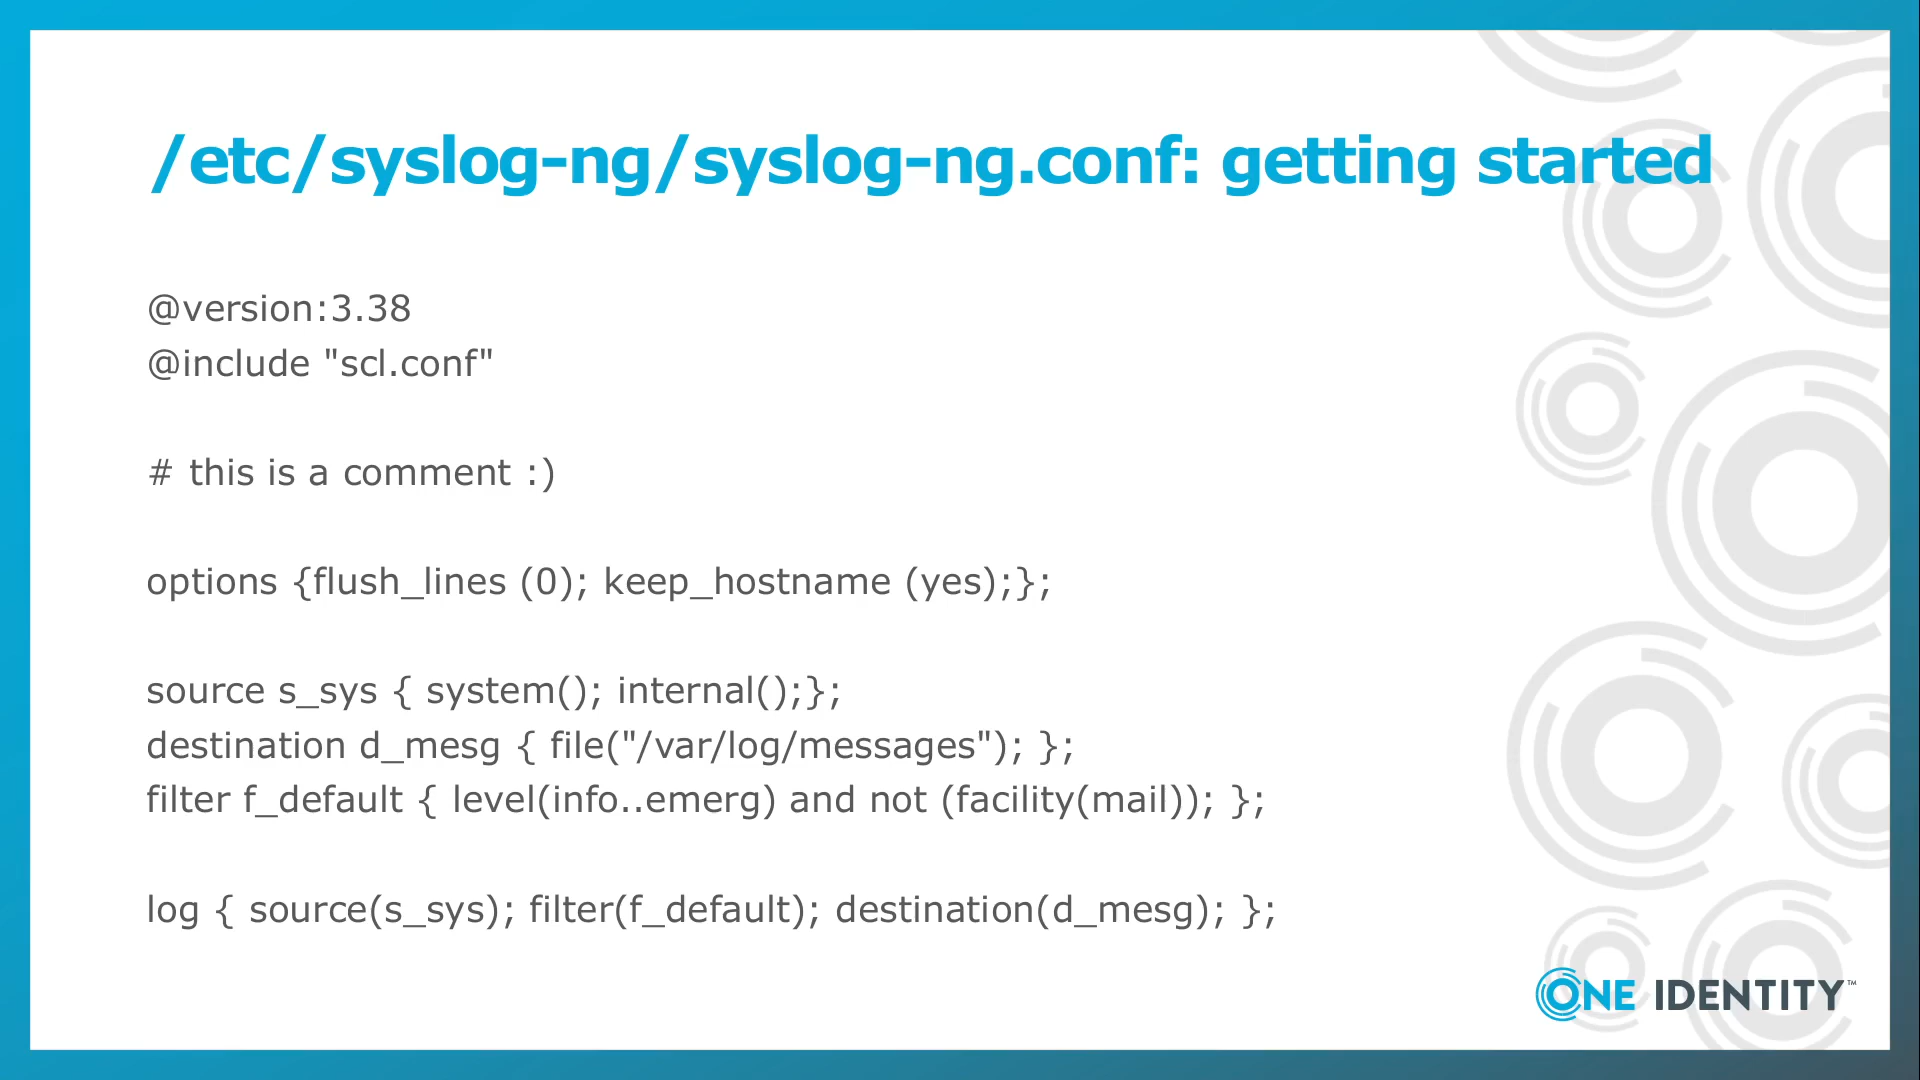 /etc/syslog-ng/syslog-ng.conf: getting started
@version:3.38
@include "scl.conf"
# this is a comment :)
options {flush_lines (0); keep_hostname (yes);};
source s_sys { system(); internal();};
destination d_mesg { file("/var/log/messages"); };
filter f_default { level(info..emerg) and not (facility(mail)); };
log { source(s_sys); filter(f_default); destination(d_mesg); };
ONE IDENTITY™